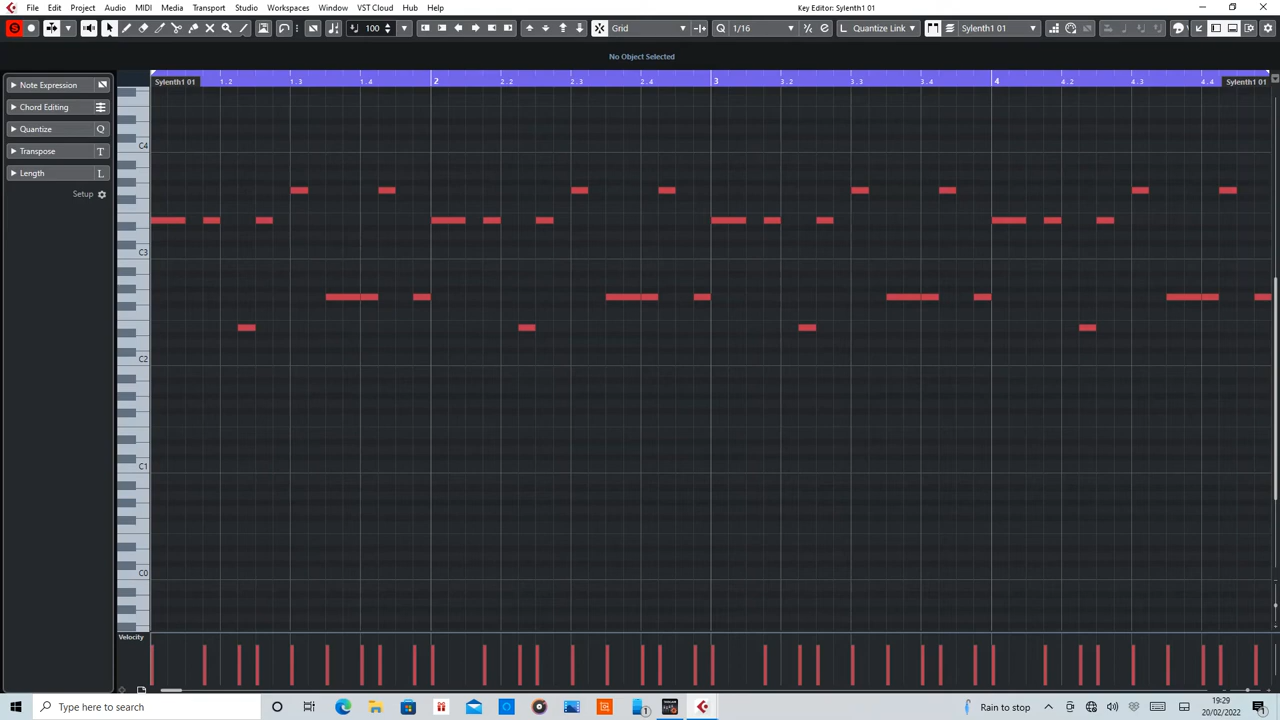 File Edit Project Audio MIDI Media Transport Studio Workspaces Window VST Cloud Hub Help
Key Editor: Sylenth1 01
S 100 Grid Q 1/16 Quantize Link Sylenth1 01
No Object Selected
Sylenth1 01 1.2 1.3 1.4 2 2.2 2.3 2.4 3 3.2 3.3 3.4 4 4.2 4.3 4.4 Sylenth1 01
Note Expression
Chord Editing
Quantize Q
Transpose T
Length L
Setup
C4
C3
C2
C1
C0
Velocity
Type here to search
1
Rain to stop
19:29
20/02/2022
1